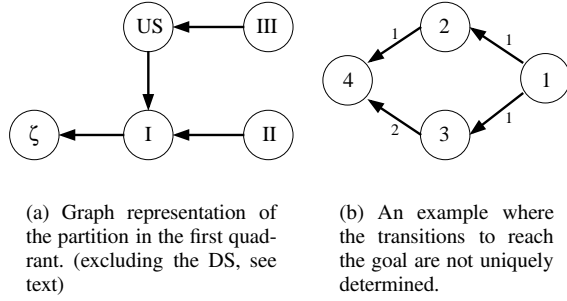 US
III
ζ
I
II
2
1
1
4
1
2
3
1
(a) Graph representation of
the partition in the first quad-
rant. (excluding the DS, see
text)
(b) An example where
the transitions to reach
the goal are not uniquely
determined.